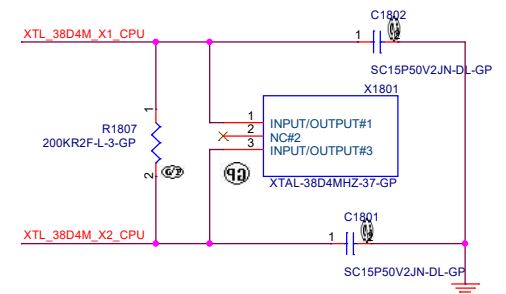 C1802
XTL_38D4M_X1_CPU
1
2
SC15P50V2JN-DL-GP
X1801
1
INPUT/OUTPUT#1
2
NC#2
3
INPUT/OUTPUT#3
XTAL-38D4MHZ-37-GP
1
R1807
200KR2F-L-3-GP
2
C1801
XTL_38D4M_X2_CPU
1
2
SC15P50V2JN-DL-GP